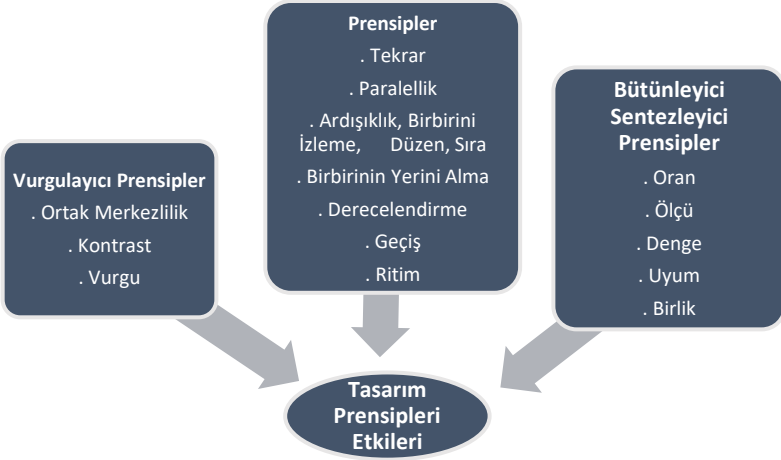 Vurgulayıcı Prensipler
. Ortak Merkezlilik
. Kontrast
. Vurgu
Prensipler
. Tekrar
. Paralellik
. Ardışıklık, Birbirini
İzleme, Düzen, Sıra
. Birbirinin Yerini Alma
. Derecelendirme
. Geçiş
. Ritim
Bütünleyici
Sentezleyici
Prensipler
. Oran
. Ölçü
. Denge
. Uyum
. Birlik
Tasarım
Prensipleri
Etkileri